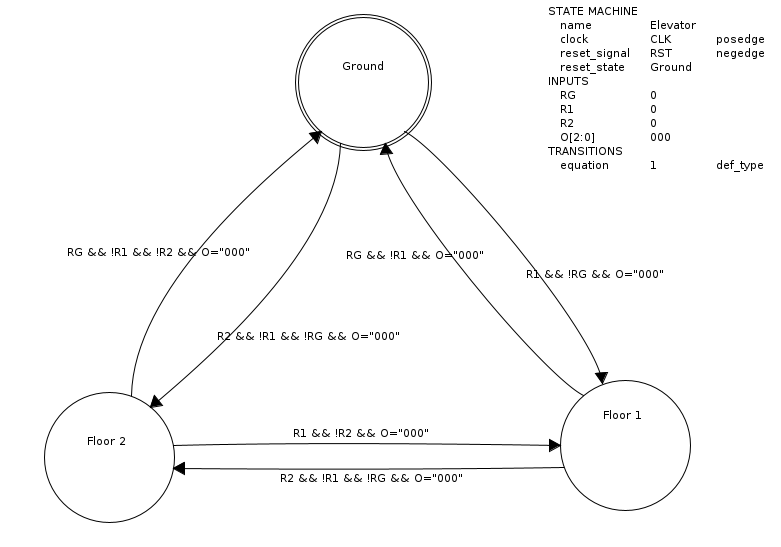 STATE MACHINE
name Elevator
clock CLK posedge
reset_signal RST negedge
reset_state Ground
INPUTS
RG 0
R1 0
R2 0
O[2:0] 000
TRANSITIONS
equation 1 def_type
Ground
RG && !R1 && !R2 && O="000"
RG && !R1 && O="000"
R1 && !RG && O="000"
R2 && !R1 && !RG && O="000"
Floor 2
Floor 1
R1 && !R2 && O="000"
R2 && !R1 && !RG && O="000"